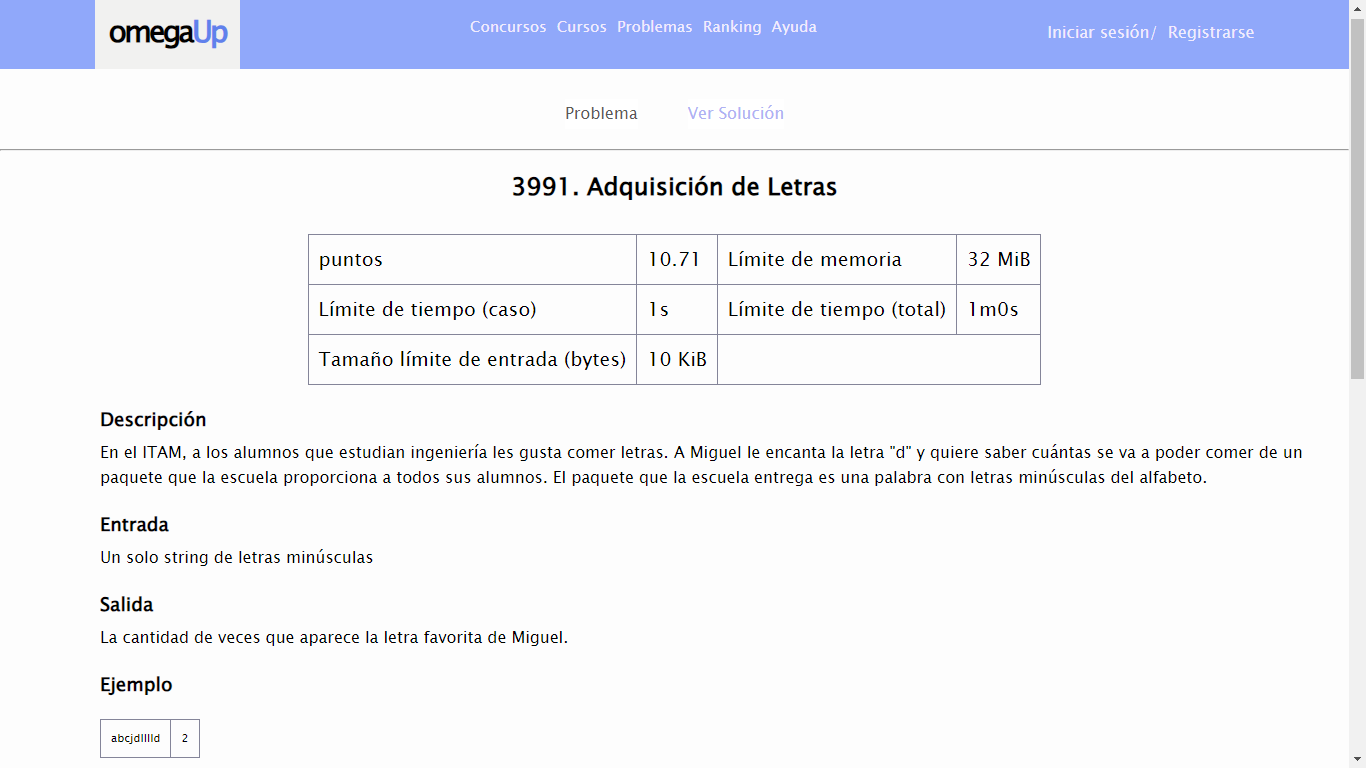 omegaUp
Concursos Cursos Problemas Ranking Ayuda
Iniciar sesión/ Registrarse
Problema Ver Solución
3991. Adquisición de Letras
puntos 10.71 Límite de memoria 32 MiB
Límite de tiempo (caso) 1s Límite de tiempo (total) 1m0s
Tamaño límite de entrada (bytes) 10 KiB
Descripción
En el ITAM, a los alumnos que estudian ingeniería les gusta comer letras. A Miguel le encanta la letra "d" y quiere saber cuántas se va a poder comer de un
paquete que la escuela proporciona a todos sus alumnos. El paquete que la escuela entrega es una palabra con letras minúsculas del alfabeto.
Entrada
Un solo string de letras minúsculas
Salida
La cantidad de veces que aparece la letra favorita de Miguel.
Ejemplo
abcjdlllld 2